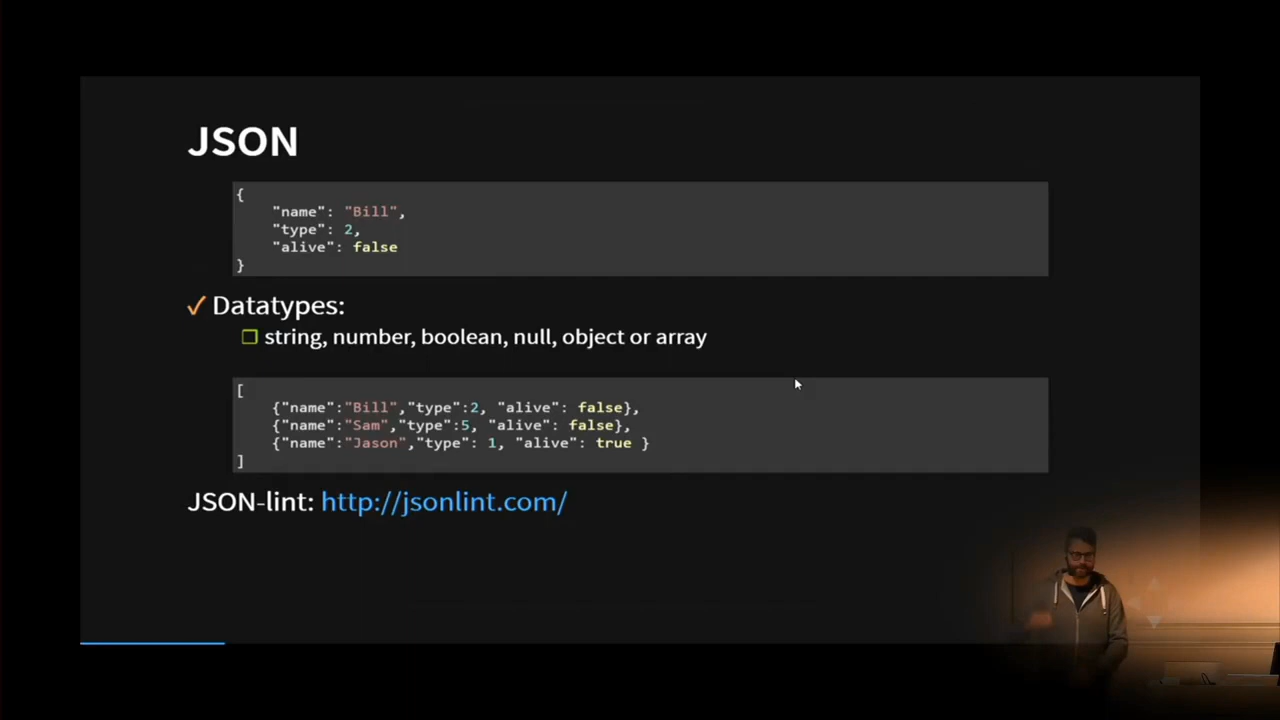 JSON
{
"name": "Bill",
"type": 2,
"alive": false
}
✓ Datatypes:
❐ string, number, boolean, null, object or array
[
{"name":"Bill","type":2, "alive": false},
{"name":"Sam","type":5, "alive": false},
{"name":"Jason","type": 1, "alive": true }
]
JSON-lint: http://jsonlint.com/